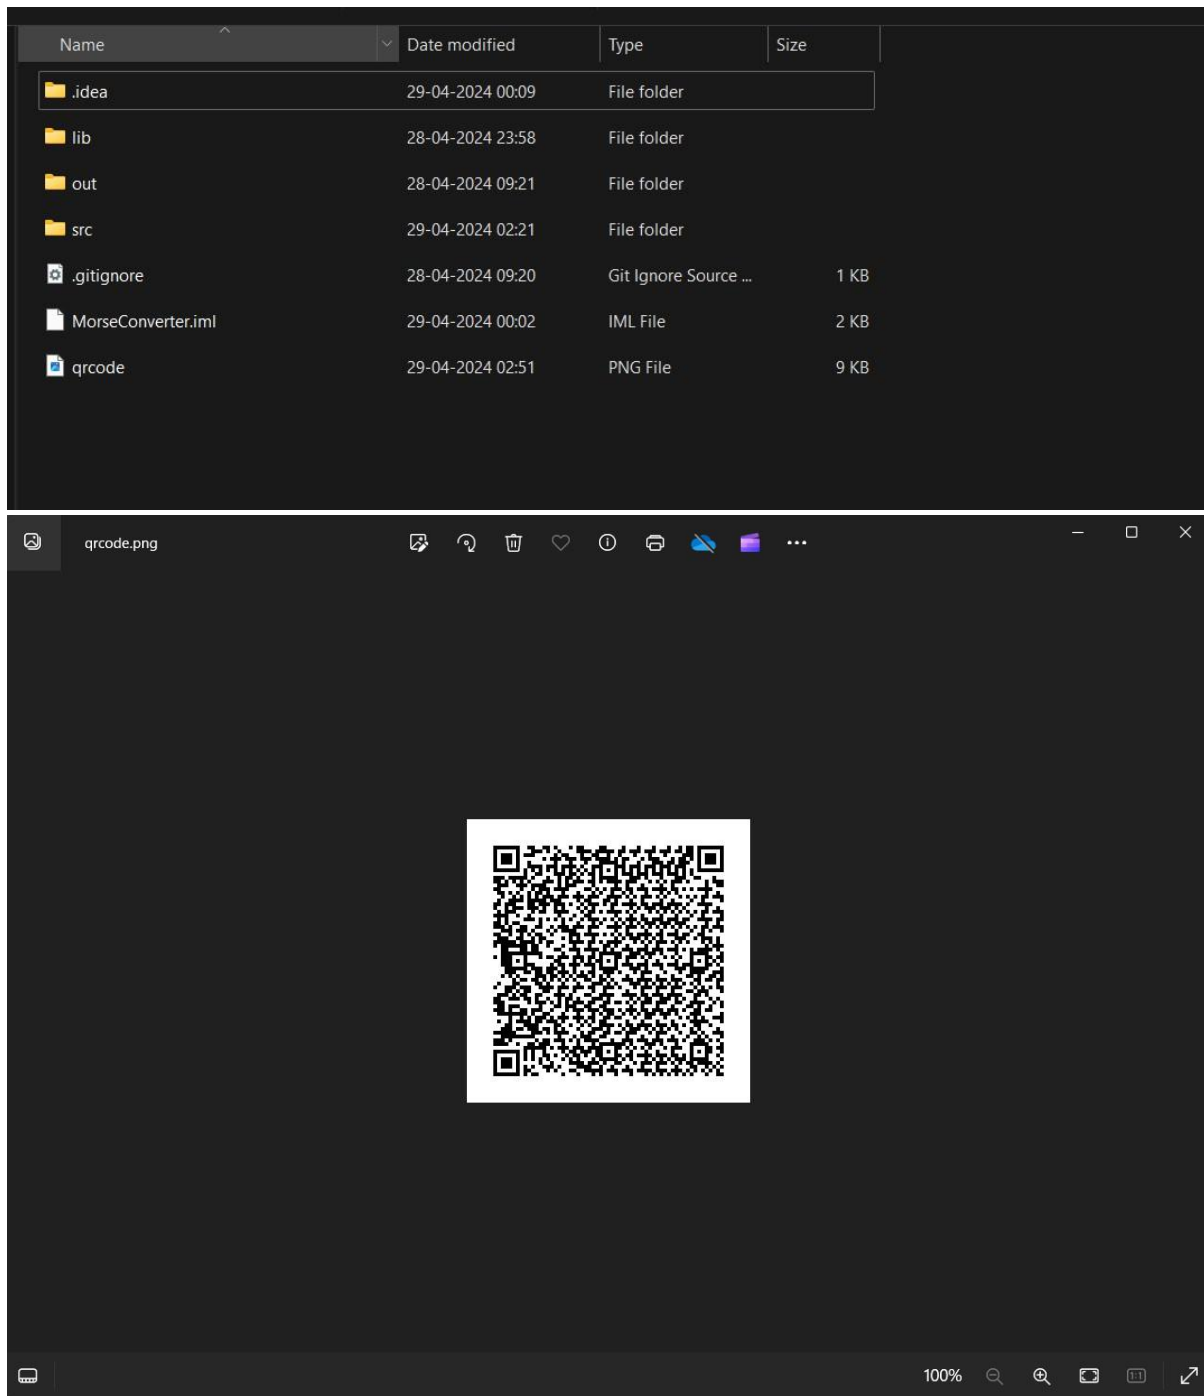 Name Date modified Type Size
.idea 29-04-2024 00:09 File folder
lib 28-04-2024 23:58 File folder
out 28-04-2024 09:21 File folder
src 29-04-2024 02:21 File folder
.gitignore 28-04-2024 09:20 Git Ignore Source ... 1 KB
MorseConverter.iml 29-04-2024 00:02 IML File 2 KB
qrcode 29-04-2024 02:51 PNG File 9 KB
qrcode.png
100% 1:1